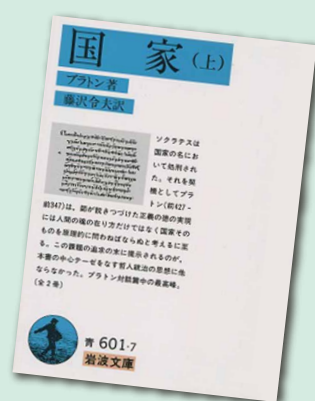 国家(上)
プラトン著
藤沢令夫訳
ソクラテスは
国家の名にお
いて処刑され
た。それを契
機としてプラ
トン(前427-
前347)は、師が説きつづけた正義の徳の実現
には人間の魂の在り方だけではなく国家その
ものを原理的に問わねばならぬと考えるに至
る。この課題の追求の末に提示されるのが、
本書の中心テーゼをなす哲人統治の思想に他
ならなかった。プラトン対話篇中の最高峰。
(全2冊)
青 601-7
岩波文庫